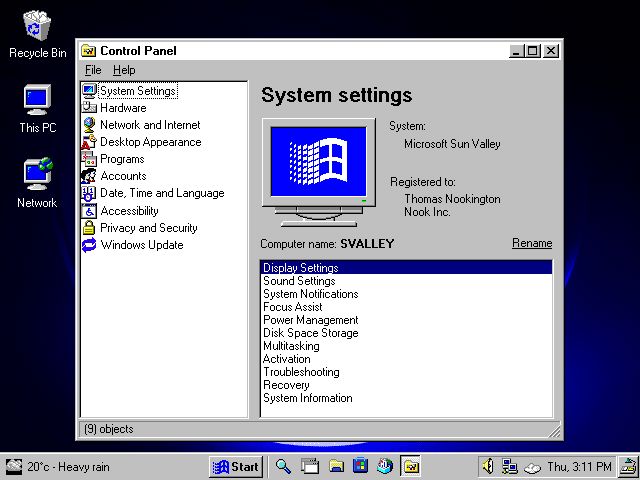 Recycle Bin
This PC
Network
Control Panel
File Help
System Settings
Hardware
Network and Internet
Desktop Appearance
Programs
Accounts
Date, Time and Language
Accessibility
Privacy and Security
Windows Update
System settings
System:
Microsoft Sun Valley
Registered to:
Thomas Nookington
Nook Inc.
Computer name: SVALLEY
Rename
Display Settings
Sound Settings
System Notifications
Focus Assist
Power Management
Disk Space Storage
Multitasking
Activation
Troubleshooting
Recovery
System Information
(9) objects
20°c - Heavy rain
Start
Thu, 3:11 PM